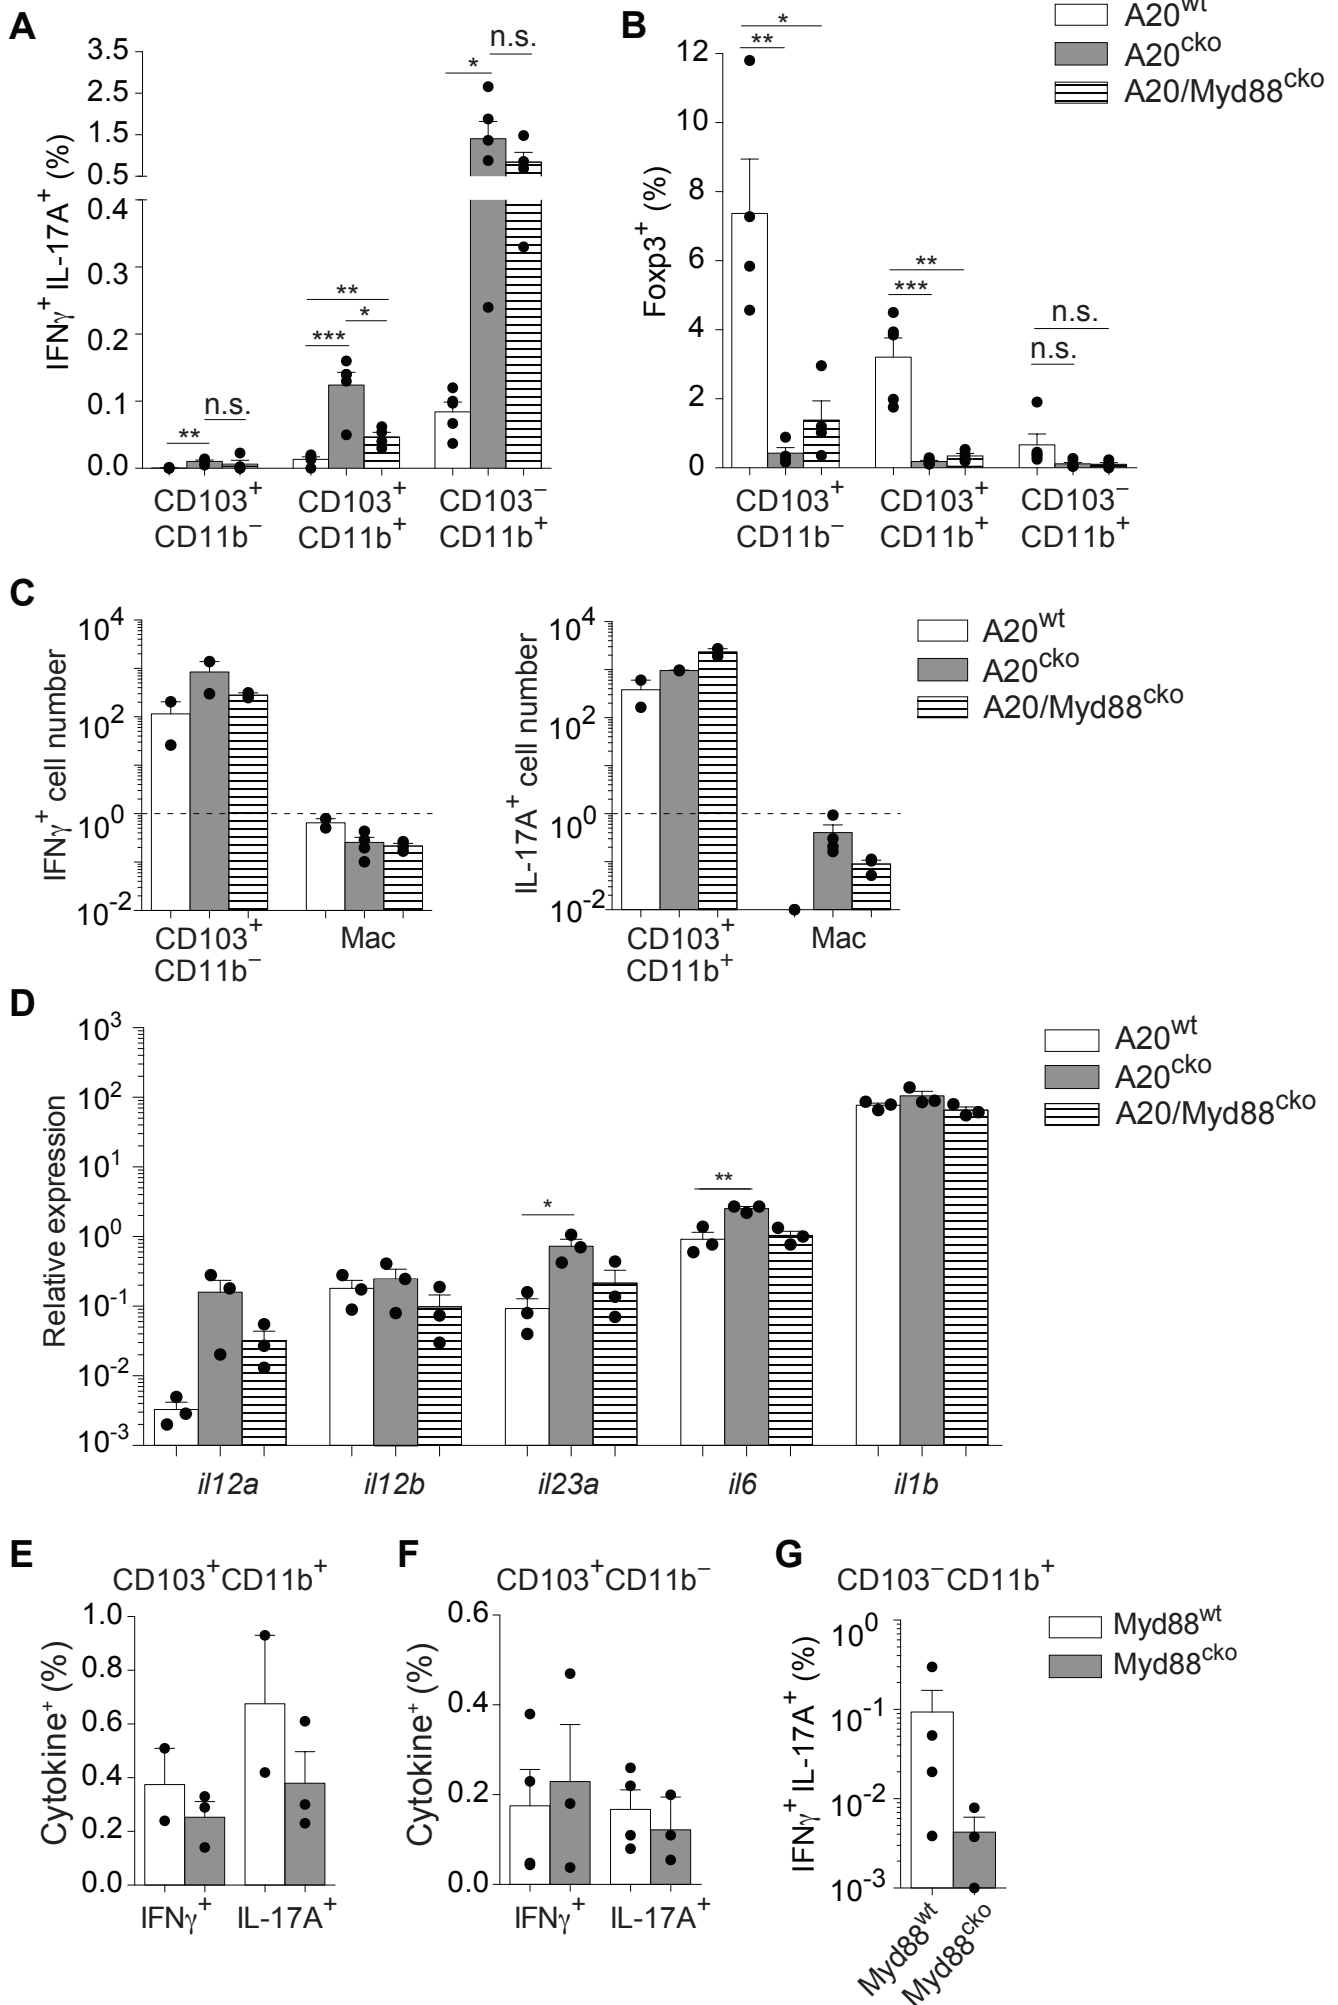 A
IFNγ⁺ IL-17A⁺ (%)
3.5
2.5
1.5
0.5
0.4
0.3
0.2
0.1
0.0
**
n.s.
***
*
**
*
n.s.
CD103⁺
CD11b⁻
CD103⁺
CD11b⁺
CD103⁻
CD11b⁺
B
Foxp3⁺ (%)
12
10
8
6
4
2
0
**
*
***
**
n.s.
n.s.
CD103⁺
CD11b⁻
CD103⁺
CD11b⁺
CD103⁻
CD11b⁺
A20ʷᵗ
A20ᶜᵏᵒ
A20/Myd88ᶜᵏᵒ
C
IFNγ⁺ cell number
10⁴
10²
10⁰
10⁻²
CD103⁺
CD11b⁻
Mac
IL-17A⁺ cell number
10⁴
10²
10⁰
10⁻²
CD103⁺
CD11b⁺
Mac
A20ʷᵗ
A20ᶜᵏᵒ
A20/Myd88ᶜᵏᵒ
D
Relative expression
10³
10²
10¹
10⁰
10⁻¹
10⁻²
10⁻³
*
**
il12a
il12b
il23a
il6
il1b
A20ʷᵗ
A20ᶜᵏᵒ
A20/Myd88ᶜᵏᵒ
E
CD103⁺CD11b⁺
Cytokine⁺ (%)
1.0
0.8
0.6
0.4
0.2
0.0
IFNγ⁺
IL-17A⁺
F
CD103⁺CD11b⁻
Cytokine⁺ (%)
0.6
0.4
0.2
0.0
IFNγ⁺
IL-17A⁺
G
CD103⁻CD11b⁺
IFNγ⁺ IL-17A⁺ (%)
10⁰
10⁻¹
10⁻²
10⁻³
Myd88ʷᵗ
Myd88ᶜᵏᵒ
Myd88ʷᵗ
Myd88ᶜᵏᵒ